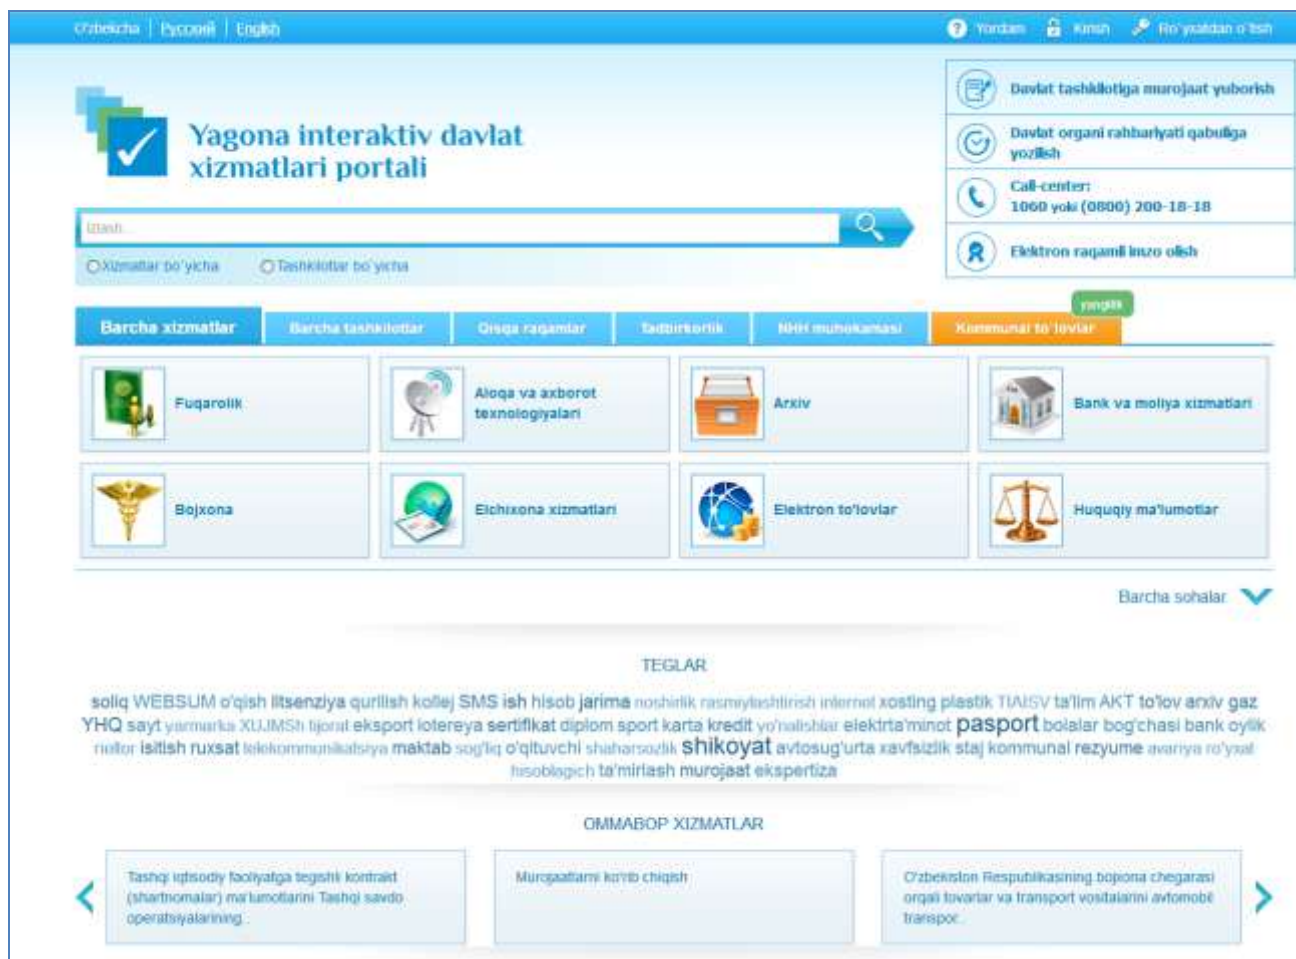 O'zbekcha | Русский | English
Yordam Kirish Ro'yxatdan o'tish
Davlat tashkilotiga murojaat yuborish
Davlat organi rahbariyati qabuliga
yozilish
Call-center:
1060 yoki (0800) 200-18-18
Elektron raqamli imzo olish
Yagona interaktiv davlat
xizmatlari portali
Izlash...
Xizmatlar bo'yicha Tashkilotlar bo'yicha
yangilik
Barcha xizmatlar Barcha tashkilotlar Qisqa raqamlar Tadbirkorlik NHH muhokamasi Kommunal to'lovlar
Fuqarolik
Aloqa va axborot
texnologiyalari
Arxiv
Bank va moliya xizmatlari
Bojxona
Elchixona xizmatlari
Elektron to'lovlar
Huquqiy ma'lumotlar
Barcha sohalar
TEGLAR
soliq WEBSUM o'qish litsenziya qurilish kollej SMS ish hisob jarima noshirlik rasmiylashtirish internet xosting plastik TIAISV ta'lim AKT to'lov arxiv gaz
YHQ sayt yarmarka XUJMSh tijorat eksport lotereya sertifikat diplom sport karta kredit yo'nalishlar elektrta'minot pasport bolalar bog'chasi bank oylik
rieltor isitish ruxsat telekommunikatsiya maktab sog'liq o'qituvchi shaharsozlik shikoyat avtosug'urta xavfsizlik staj kommunal rezyume avariya ro'yxat
hisoblagich ta'mirlash murojaat ekspertiza
OMMABOP XIZMATLAR
Tashqi iqtisodiy faoliyatga tegishli kontrakt
(shartnomalar) ma'lumotlarini Tashqi savdo
operatsiyalarining..
Murojaatlarni ko'rib chiqish
O'zbekiston Respublikasining bojxona chegarasi
orqali tovarlar va transport vositalarini avtomobil
transpor..